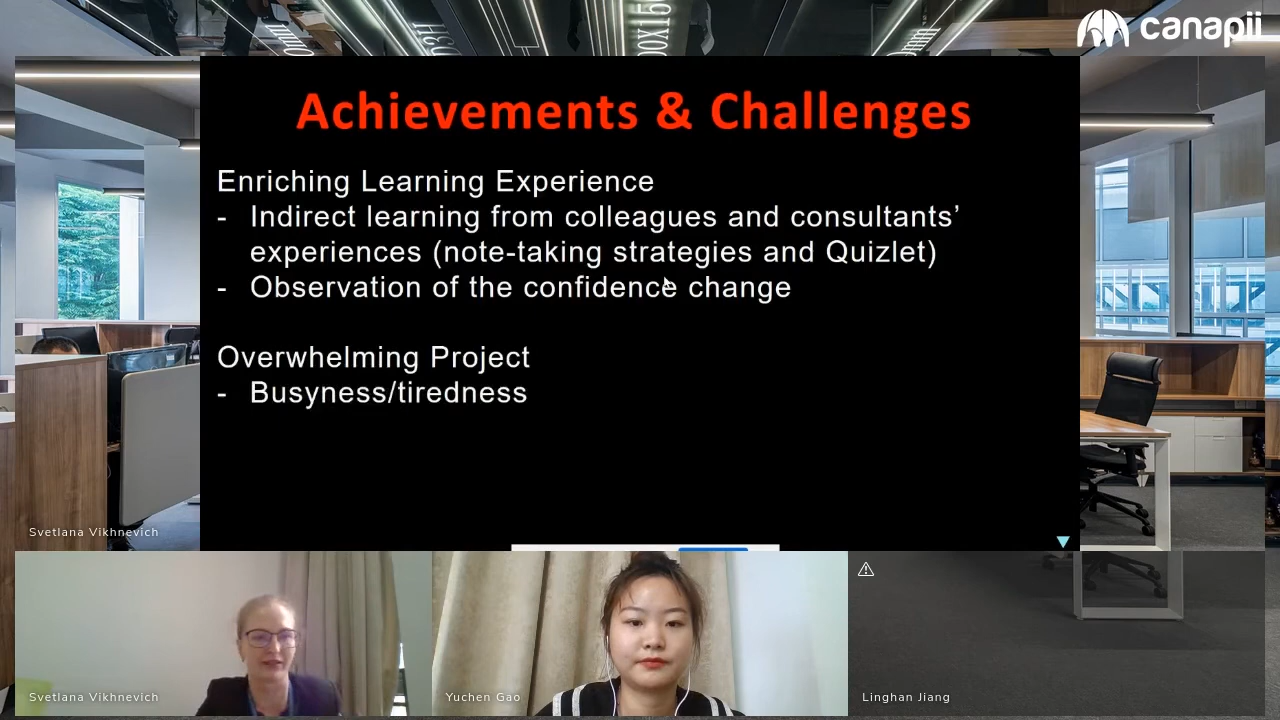 canapii
Achievements & Challenges
Enriching Learning Experience
- Indirect learning from colleagues and consultants’
experiences (note-taking strategies and Quizlet)
- Observation of the confidence change
Overwhelming Project
- Busyness/tiredness
Svetlana Vikhnevich
Svetlana Vikhnevich
Yuchen Gao
Linghan Jiang